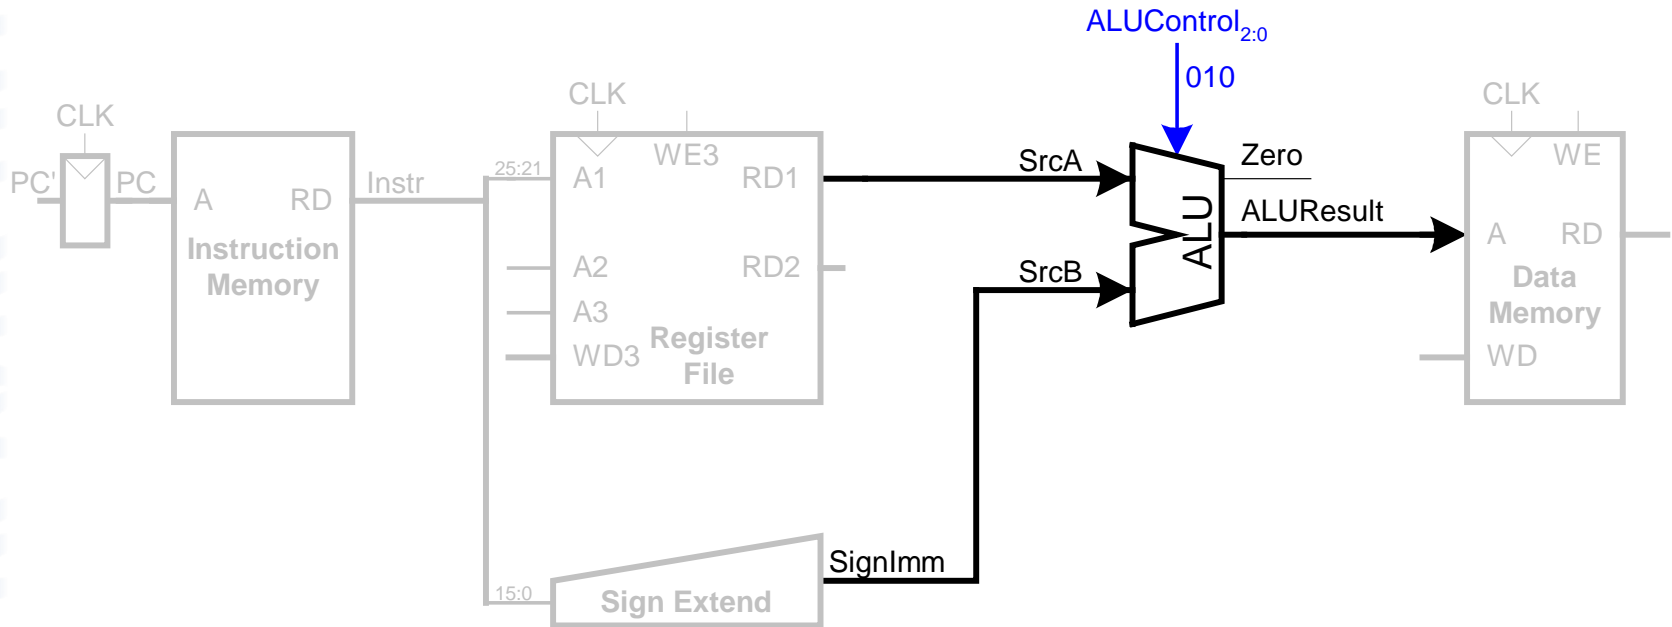 ALUControl2:0
010
CLK
CLK
CLK
PC'
PC
A
RD
Instruction
Memory
Instr
25:21
A1
WE3
RD1
A2
RD2
A3
WD3
Register
File
SrcA
SrcB
ALU
Zero
ALUResult
WE
A
RD
Data
Memory
WD
15:0
Sign Extend
SignImm